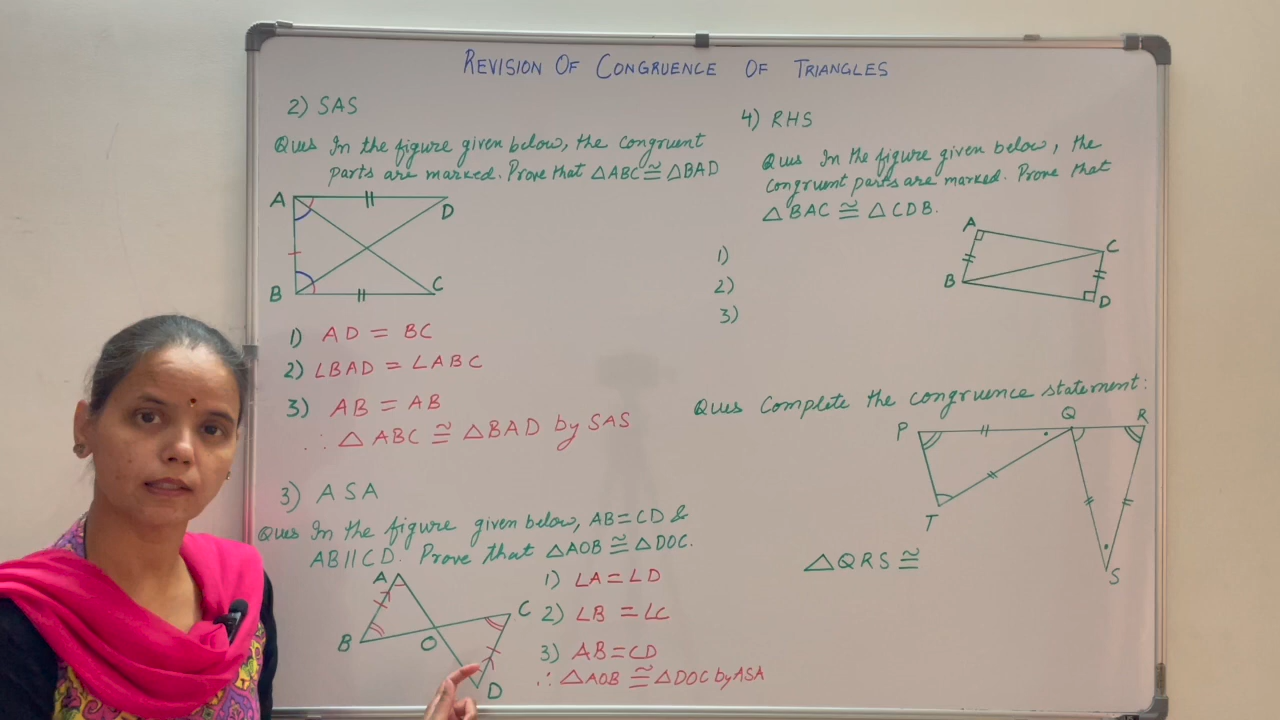 REVISION OF CONGRUENCE OF TRIANGLES
2) SAS
Ques In the figure given below, the congruent
parts are marked. Prove that △ABC ≅ △BAD
A
D
B
C
1) AD = BC
2) ∠BAD = ∠ABC
3) AB = AB
∴ △ABC ≅ △BAD by SAS
3) ASA
Ques In the figure given below, AB = CD &
AB || CD. Prove that △AOB ≅ △DOC.
A
B
O
C
D
1) ∠A = ∠D
2) ∠B = ∠C
3) AB = CD
∴ △AOB ≅ △DOC by ASA
4) RHS
Ques In the figure given below, the
congruent parts are marked. Prove that
△BAC ≅ △CDB.
A
C
B
D
1)
2)
3)
Ques Complete the congruence statement:
P
Q
R
T
S
△QRS ≅